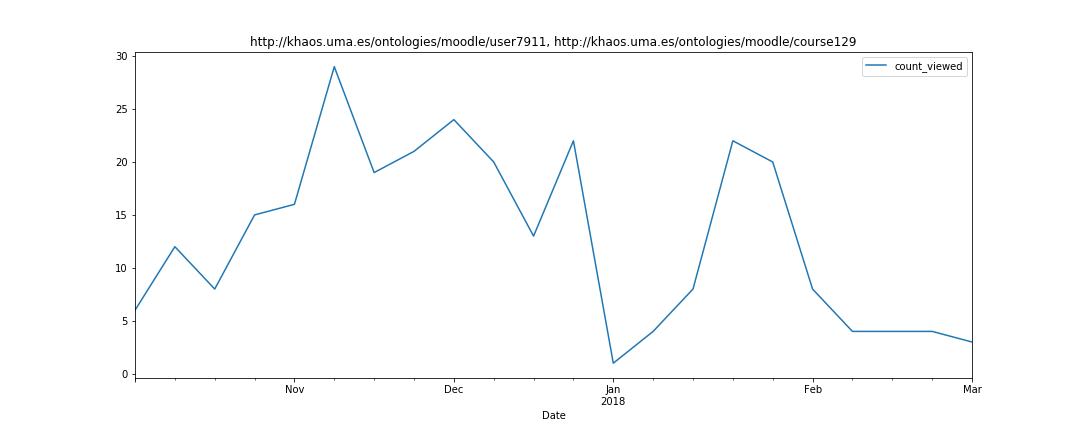 http://khaos.uma.es/ontologies/moodle/user7911, http://khaos.uma.es/ontologies/moodle/course129
count_viewed
30
25
20
15
10
5
0
Nov
Dec
Jan
2018
Feb
Mar
Date